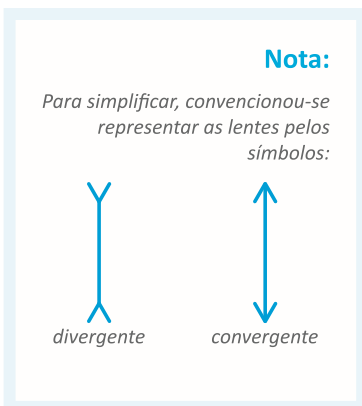 Nota:
Para simplificar, convencionou-se
representar as lentes pelos
símbolos:
divergente
convergente